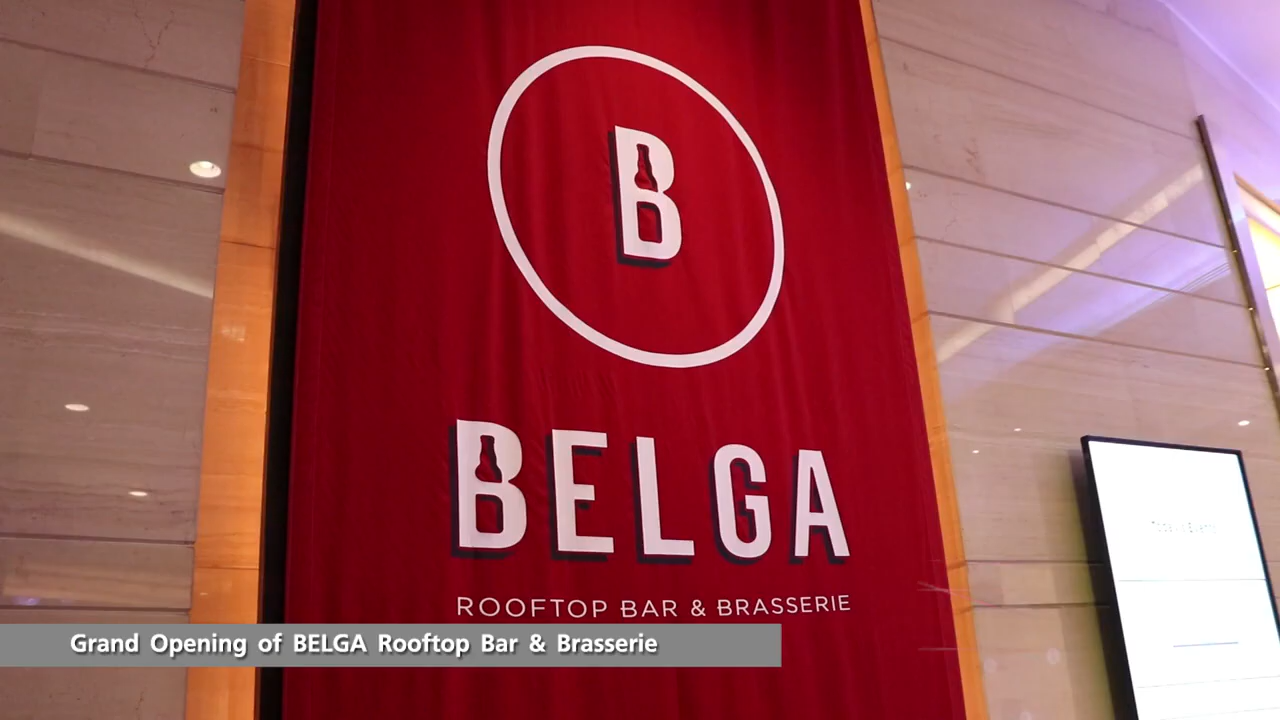 B
BELGA
ROOFTOP BAR & BRASSERIE
Grand Opening of BELGA Rooftop Bar & Brasserie